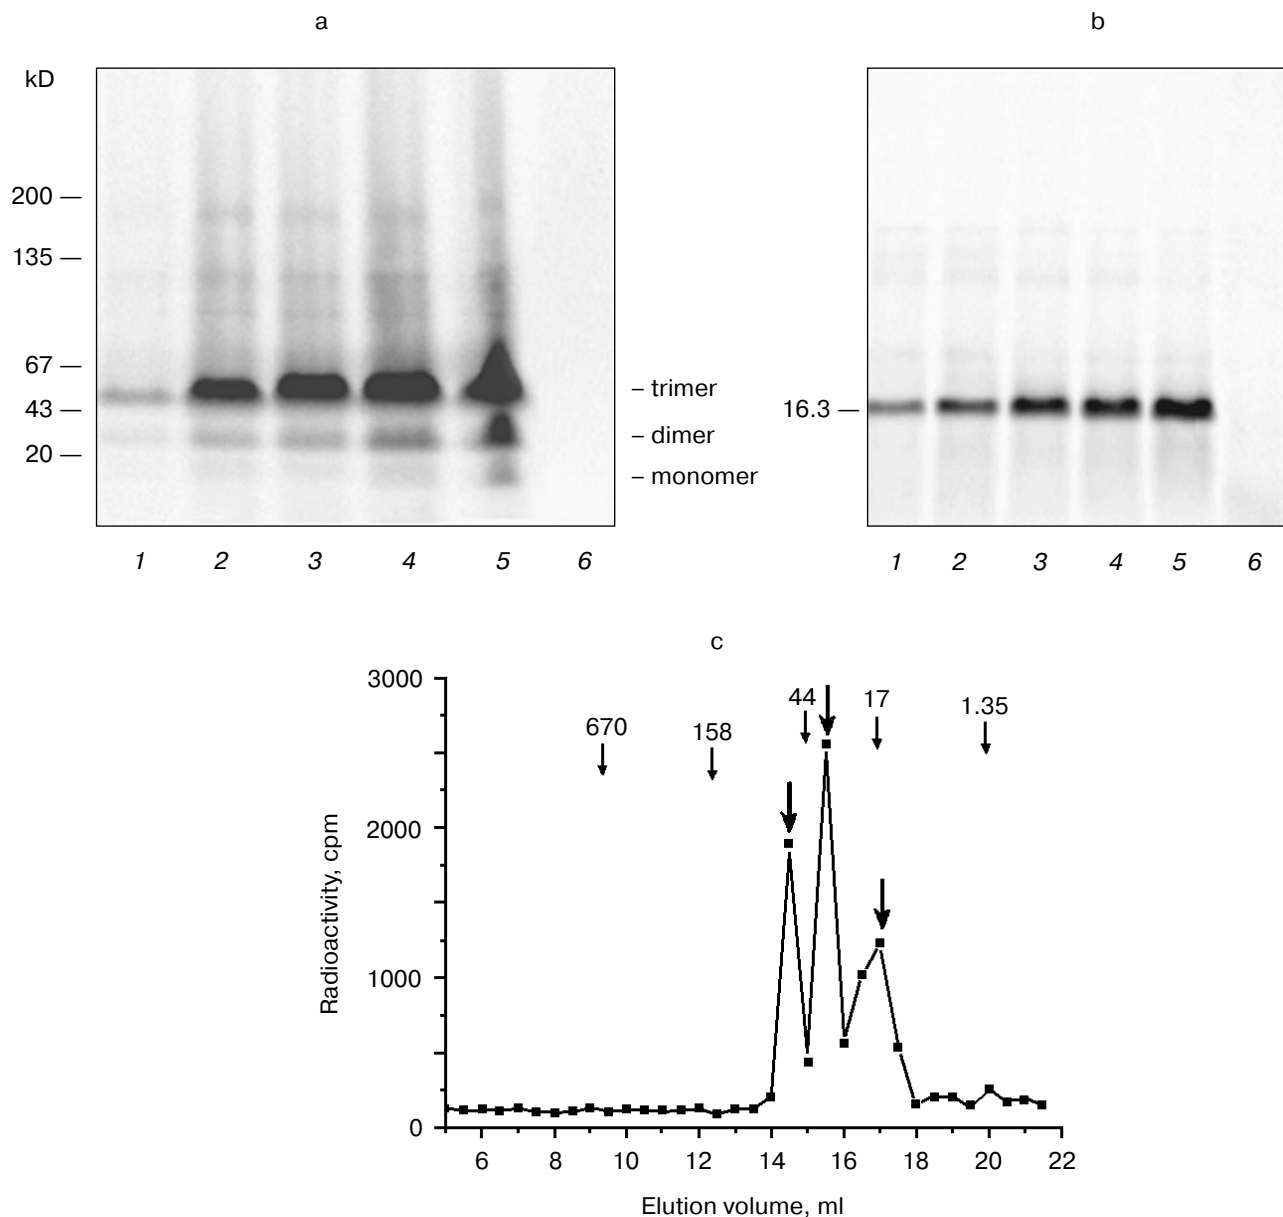 a
b
kD
200 —
135 —
67 —
43 —
20 —
– trimer
– dimer
– monomer
16.3 —
1 2 3 4 5 6
1 2 3 4 5 6
c
3000
2000
1000
0
Radioactivity, cpm
670
158
44
17
1.35
6 8 10 12 14 16 18 20 22
Elution volume, ml